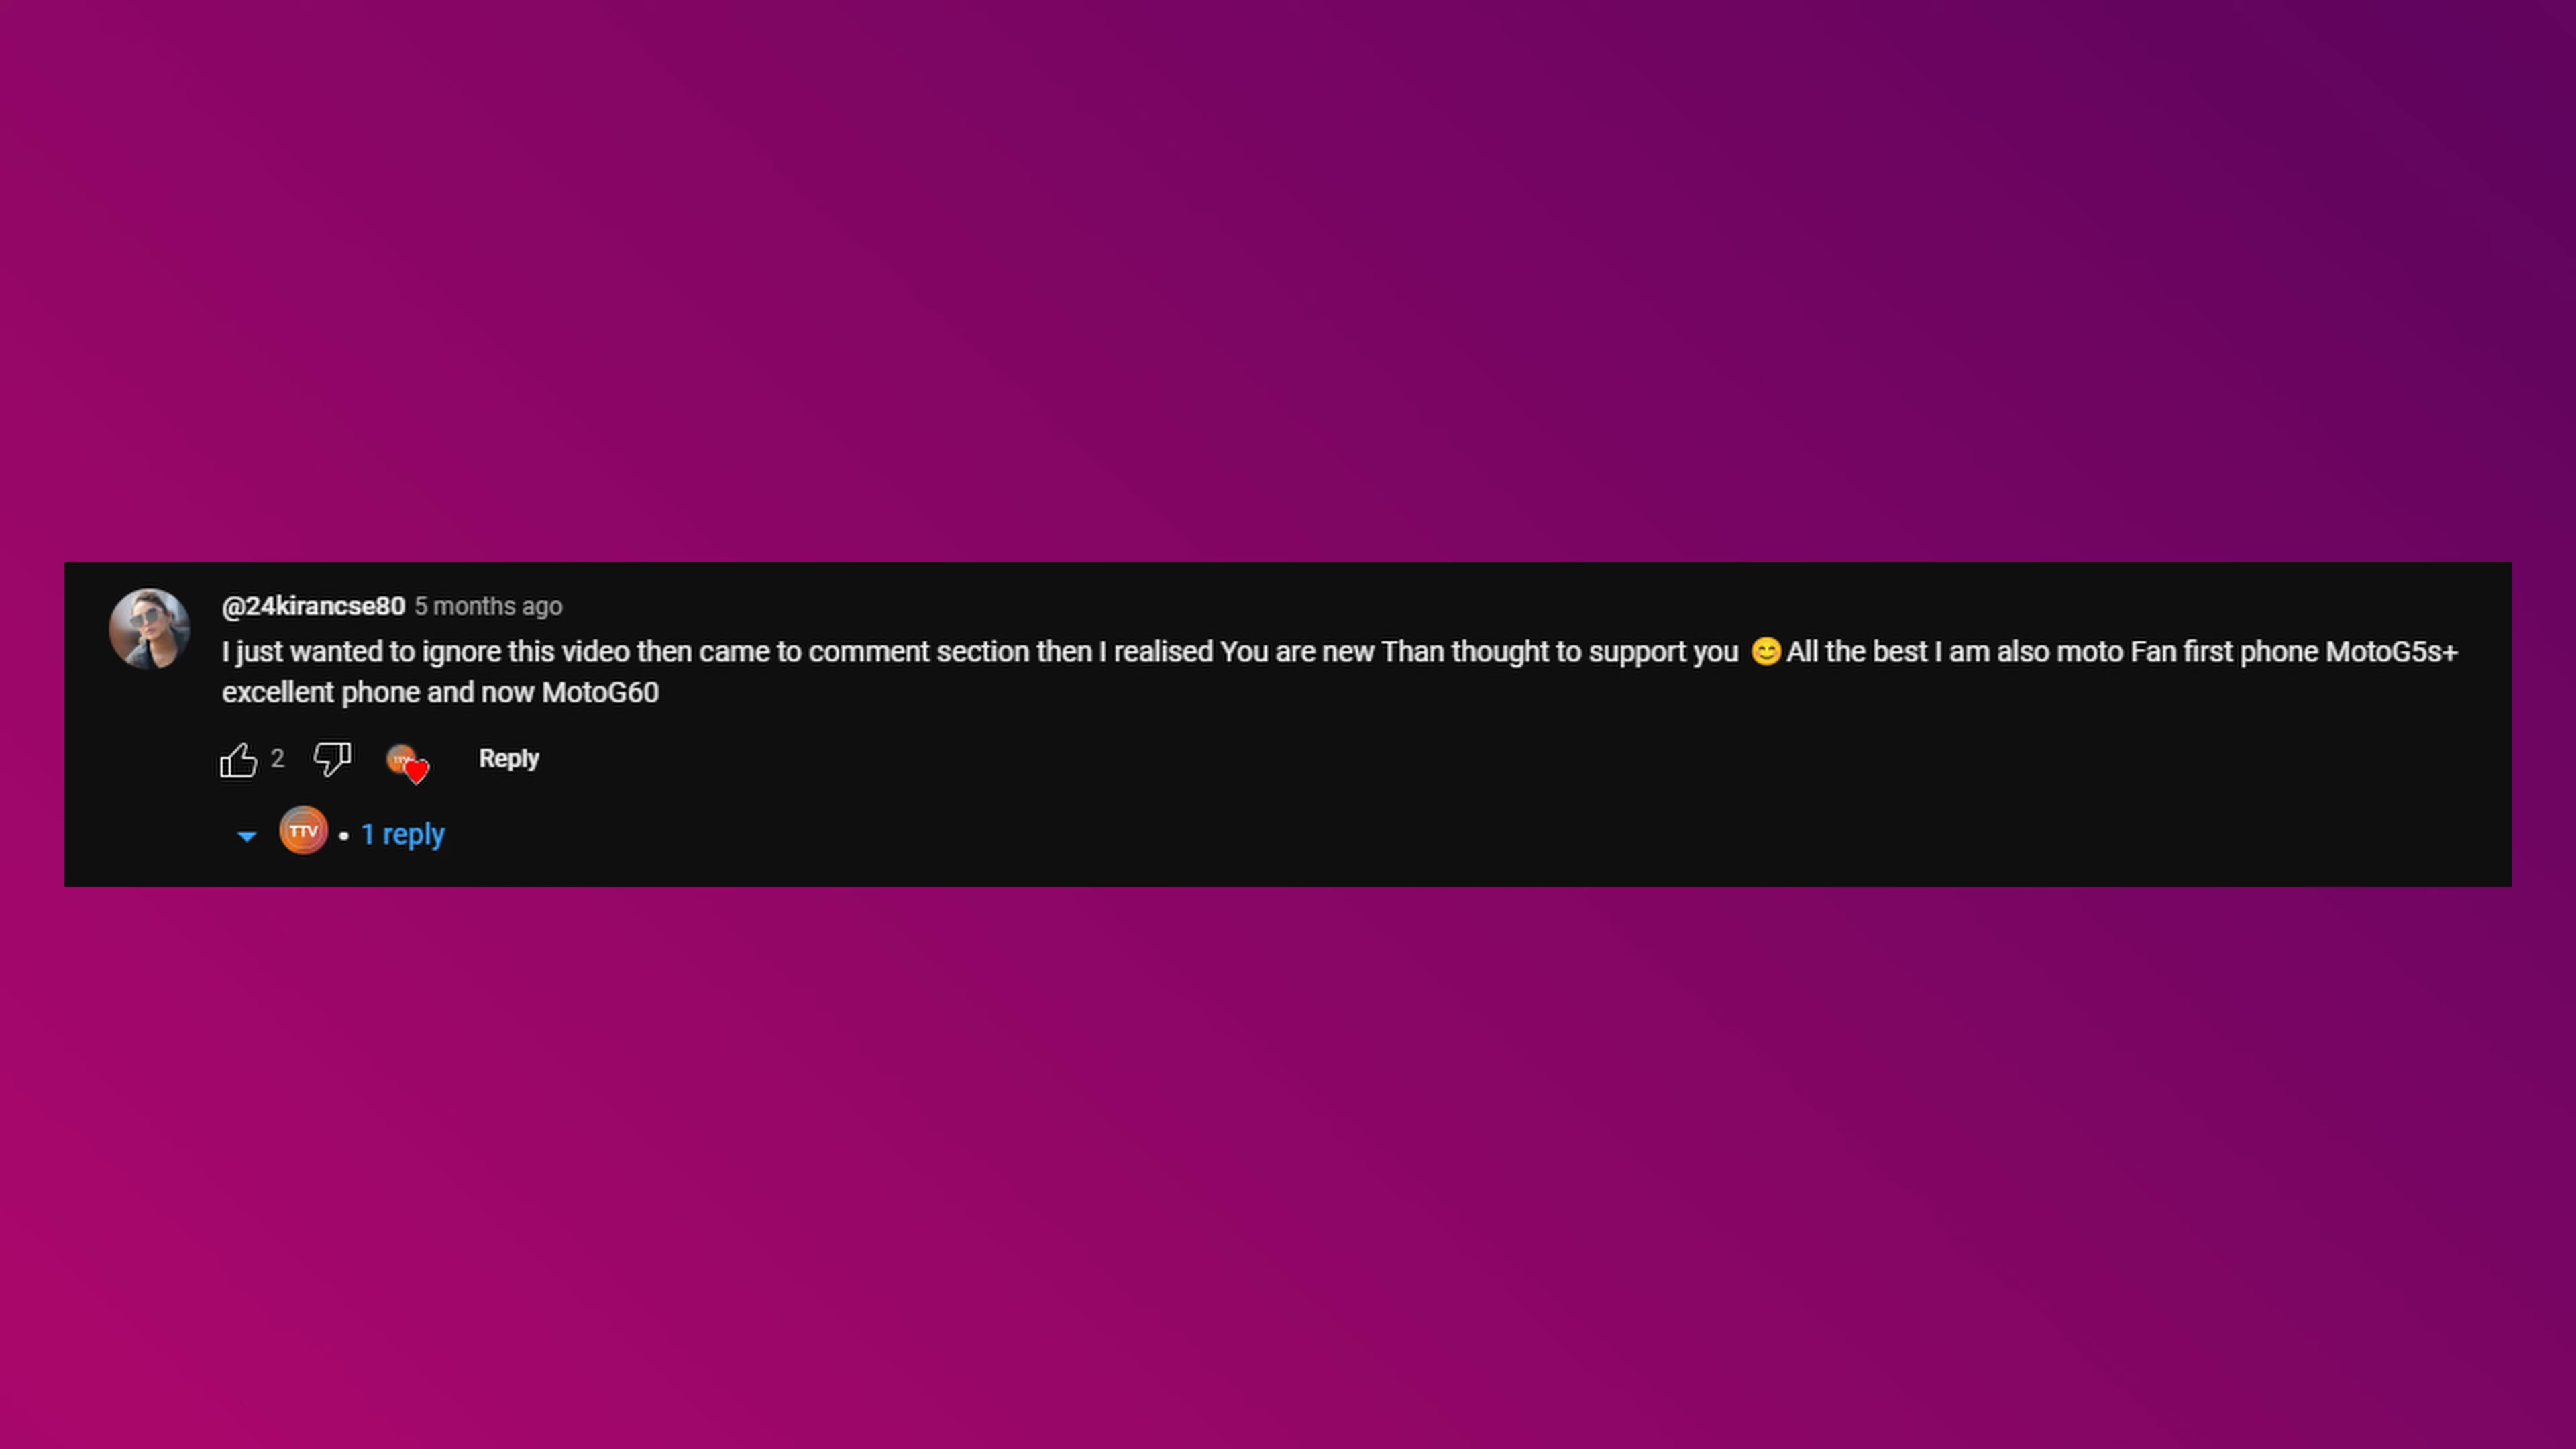 @24kirancse80 5 months ago
I just wanted to ignore this video then came to comment section then I realised You are new Than thought to support you 😊All the best I am also moto Fan first phone MotoG5s+
excellent phone and now MotoG60
2 Reply
TTV • 1 reply